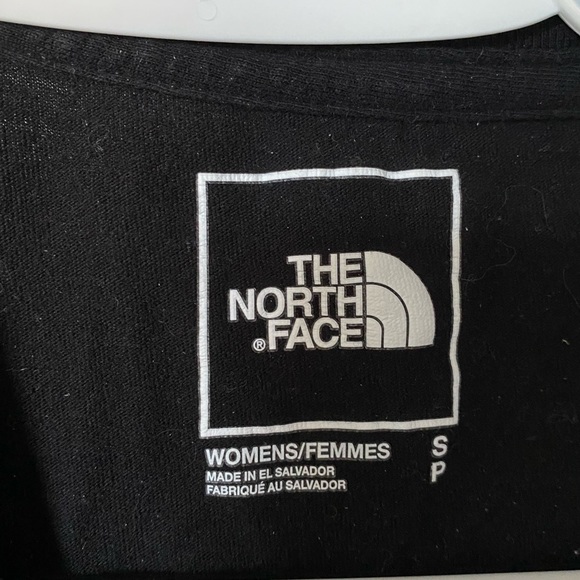 THE
NORTH
® FACE
WOMENS/FEMMES S
MADE IN EL SALVADOR P
FABRIQUÉ AU SALVADOR